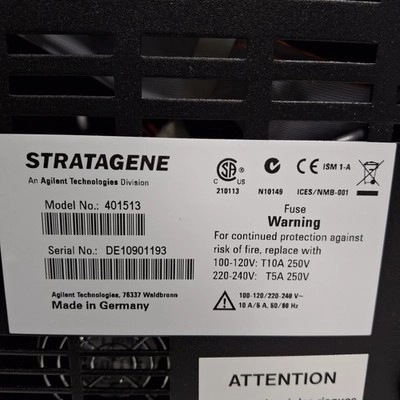 STRATAGENE
An Agilent Technologies Division
Model No.: 401513
Serial No.: DE10901193
Agilent Technologies, 76337 Waldbronn
Made in Germany
SA
C US
210113
N10149
CE ISM 1-A
ICES/NMB-001
Fuse
Warning
For continued protection against
risk of fire, replace with
100-120V: T10A 250V
220-240V: T5A 250V
100-120/220-240 V~
10 A/5 A, 50/60 Hz
ATTENTION